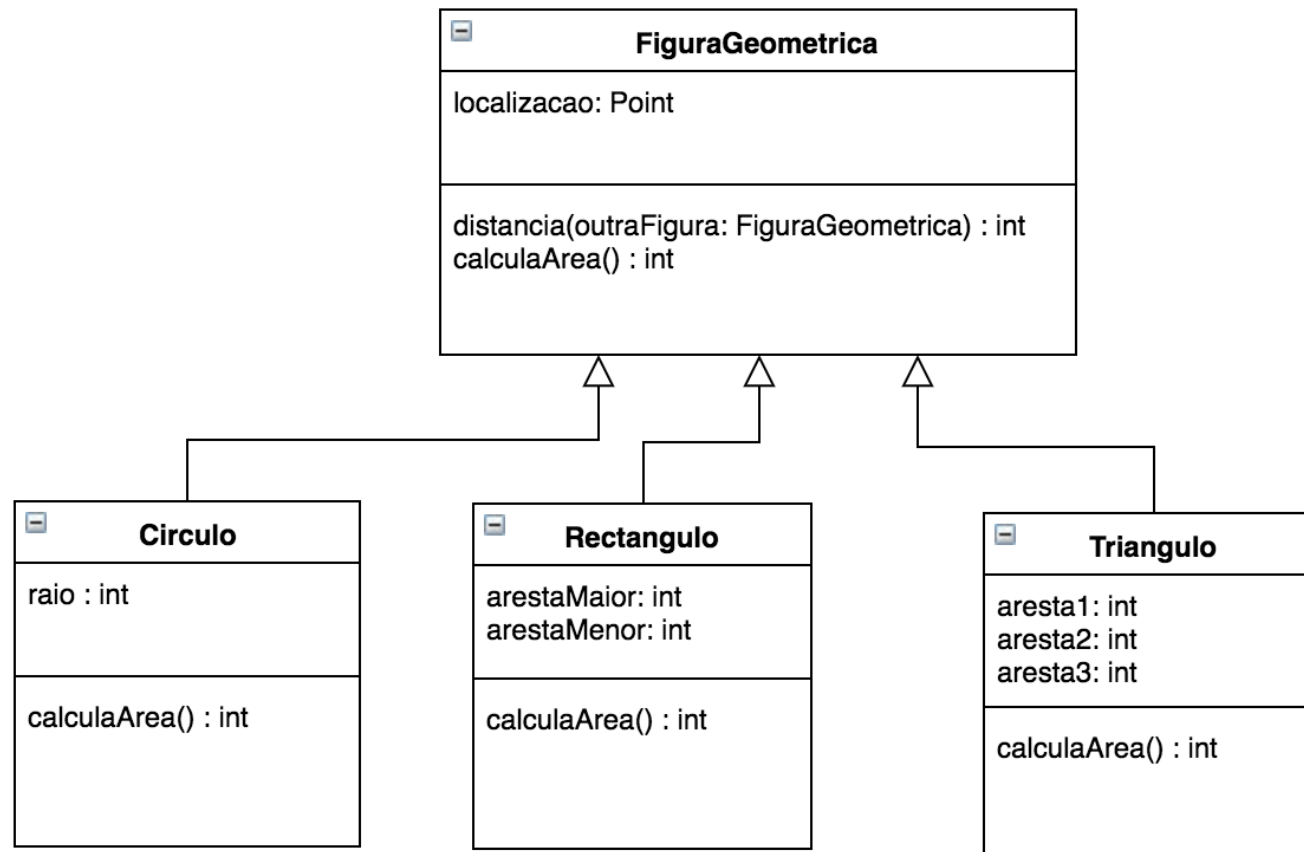 FiguraGeometrica
localizacao: Point
distancia(outraFigura: FiguraGeometrica) : int
calculaArea() : int
Circulo
raio : int
calculaArea() : int
Rectangulo
arestaMaior: int
arestaMenor: int
calculaArea() : int
Triangulo
aresta1: int
aresta2: int
aresta3: int
calculaArea() : int